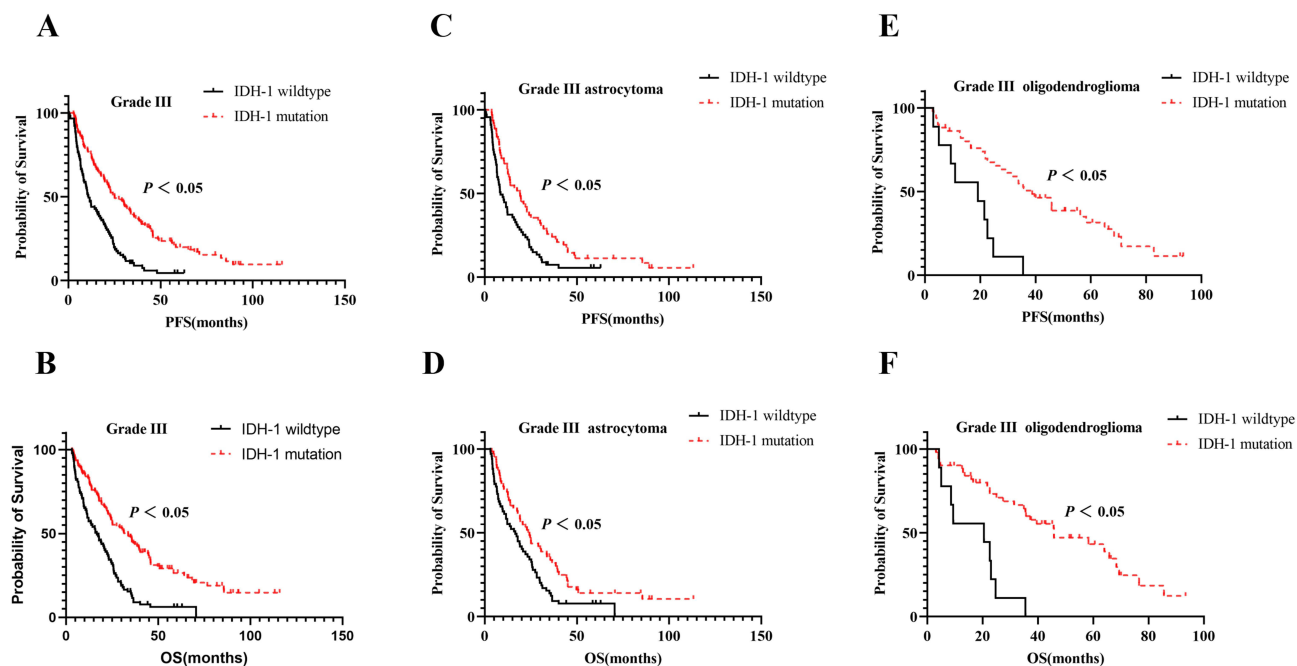 A
Grade III
IDH-1 wildtype
IDH-1 mutation
P < 0.05
Probability of Survival
100
50
0
0 50 100 150
PFS(months)
C
Grade III astrocytoma
IDH-1 wildtype
IDH-1 mutation
P < 0.05
Probability of Survival
100
50
0
0 50 100 150
PFS(months)
E
Grade III oligodendroglioma
IDH-1 wildtype
IDH-1 mutation
P < 0.05
Probability of Survival
100
50
0
0 20 40 60 80 100
PFS(months)
B
Grade III
IDH-1 wildtype
IDH-1 mutation
P < 0.05
Probability of Survival
100
50
0
0 50 100 150
OS(months)
D
Grade III astrocytoma
IDH-1 wildtype
IDH-1 mutation
P < 0.05
Probability of Survival
100
50
0
0 50 100 150
OS(months)
F
Grade III oligodendroglioma
IDH-1 wildtype
IDH-1 mutation
P < 0.05
Probability of Survival
100
50
0
0 20 40 60 80 100
OS(months)